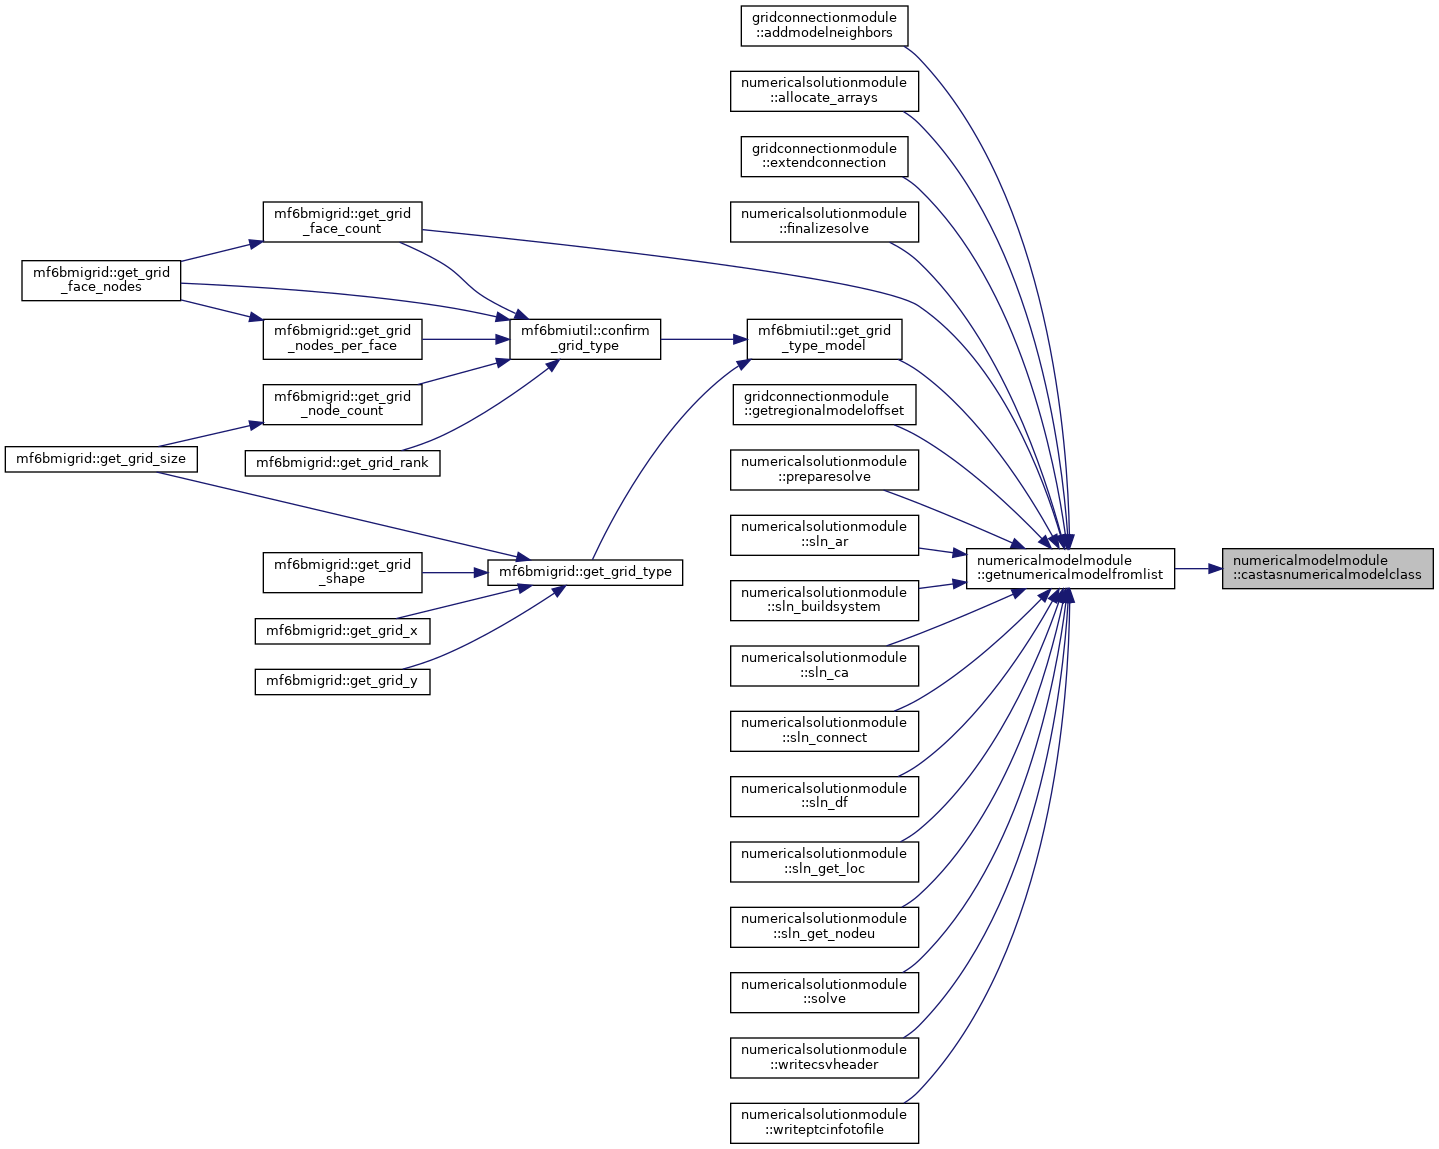 gridconnectionmodule
::addmodelneighbors
numericalsolutionmodule
::allocate_arrays
gridconnectionmodule
::extendconnection
mf6bmigrid::get_grid
_face_count
numericalsolutionmodule
::finalizesolve
mf6bmigrid::get_grid
_face_nodes
mf6bmigrid::get_grid
_nodes_per_face
mf6bmiutil::confirm
_grid_type
mf6bmiutil::get_grid
_type_model
mf6bmigrid::get_grid
_node_count
gridconnectionmodule
::getregionalmodeloffset
mf6bmigrid::get_grid_size
mf6bmigrid::get_grid_rank
numericalsolutionmodule
::preparesolve
numericalsolutionmodule
::sln_ar
mf6bmigrid::get_grid
_shape
mf6bmigrid::get_grid_type
numericalmodelmodule
::getnumericalmodelfromlist
numericalmodelmodule
::castasnumericalmodelclass
numericalsolutionmodule
::sln_buildsystem
mf6bmigrid::get_grid_x
numericalsolutionmodule
::sln_ca
mf6bmigrid::get_grid_y
numericalsolutionmodule
::sln_connect
numericalsolutionmodule
::sln_df
numericalsolutionmodule
::sln_get_loc
numericalsolutionmodule
::sln_get_nodeu
numericalsolutionmodule
::solve
numericalsolutionmodule
::writecsvheader
numericalsolutionmodule
::writeptcinfotofile